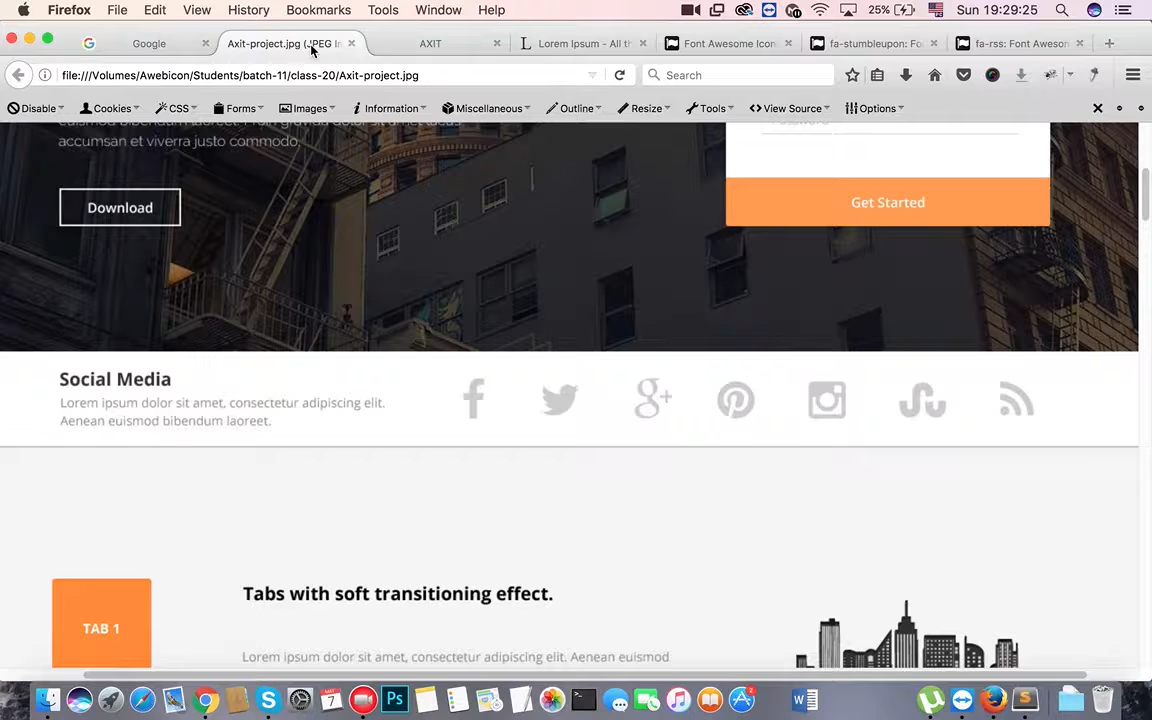 Firefox File Edit View History Bookmarks Tools Window Help 25% Sun 19:29:25
Google Axit-project.jpg (JPEG In AXIT Lorem Ipsum - All th Font Awesome Icon fa-stumbleupon: Fo fa-rss: Font Aweson
file:///Volumes/Awebicon/Students/batch-11/class-20/Axit-project.jpg Search
Disable Cookies CSS Forms Images Information Miscellaneous Outline Resize Tools View Source Options
accumsan et viverra justo commodo.
Download
Get Started
Social Media
Lorem ipsum dolor sit amet, consectetur adipiscing elit.
Aenean euismod bibendum laoreet.
TAB 1
Tabs with soft transitioning effect.
Lorem ipsum dolor sit amet, consectetur adipiscing elit. Aenean euismod